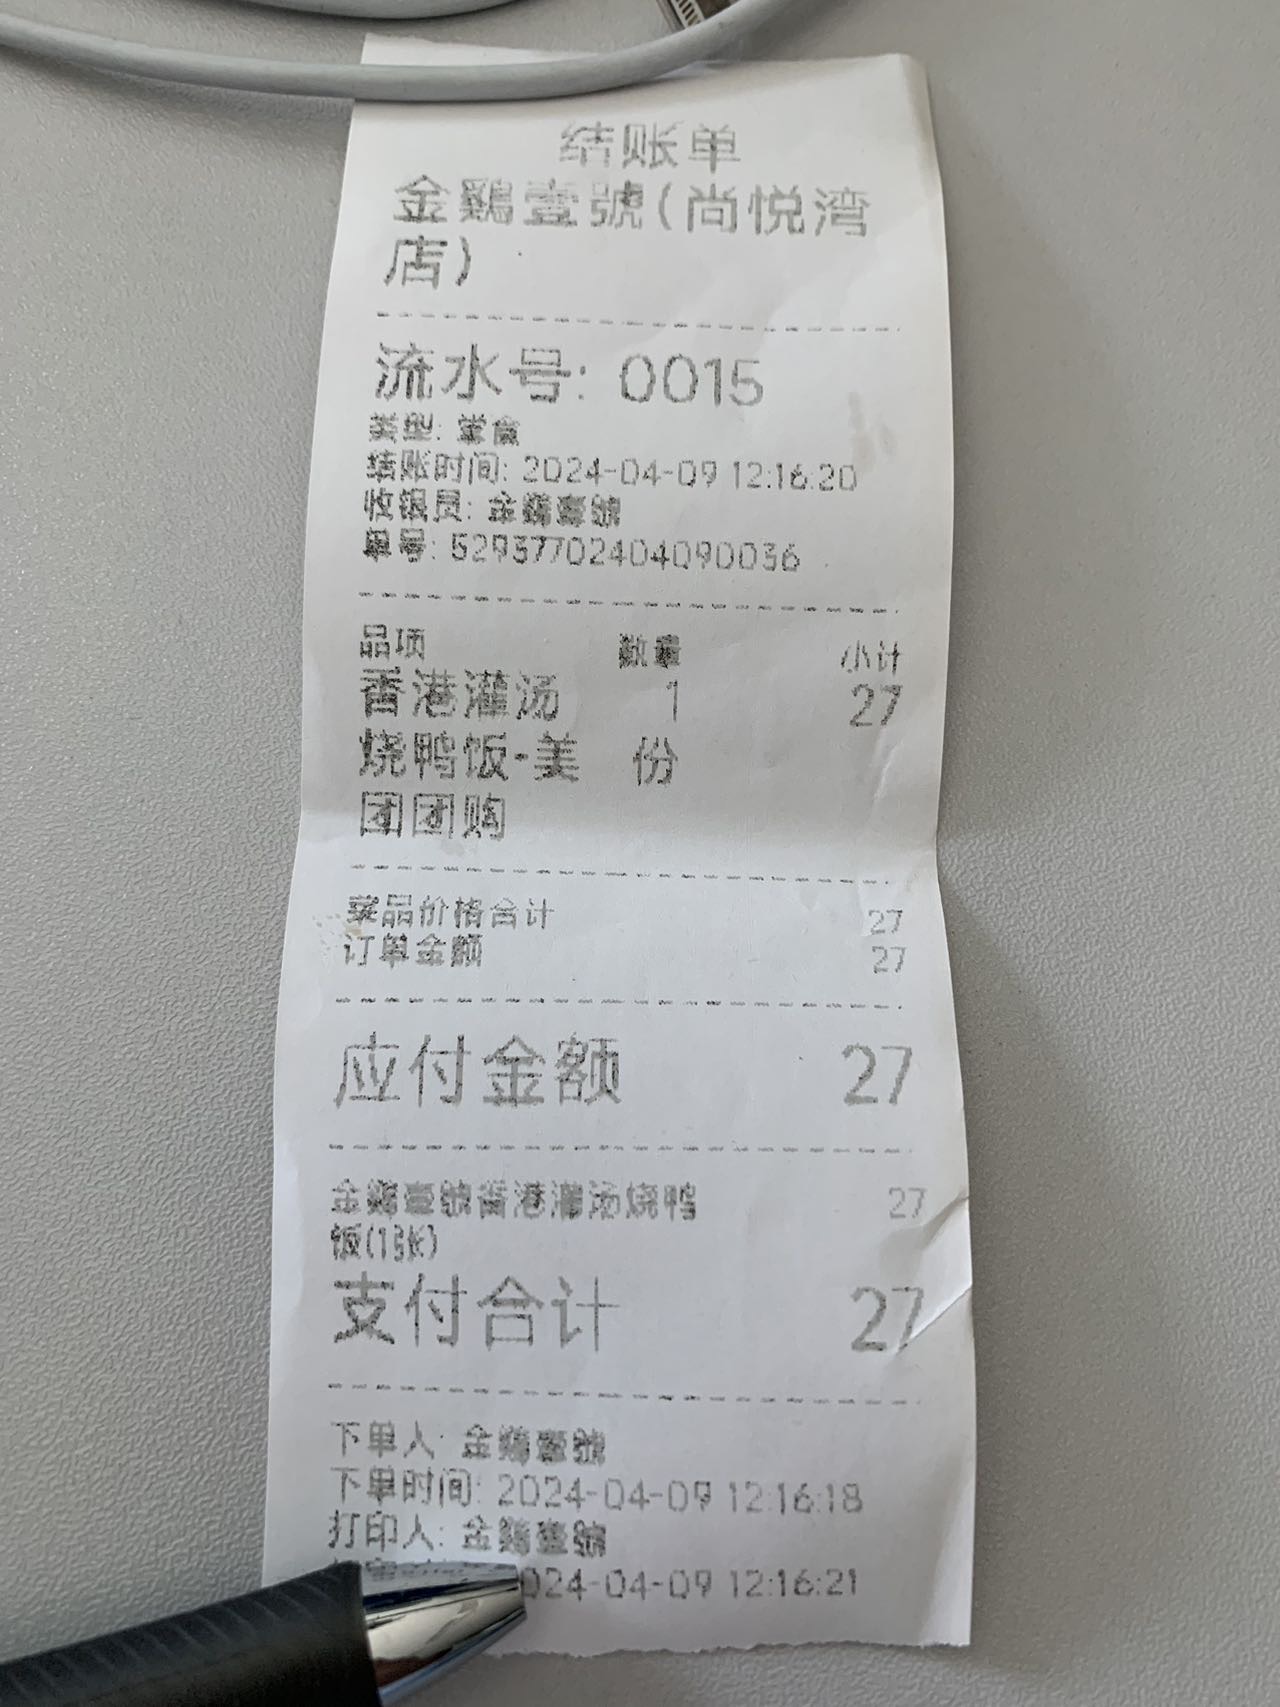 结账单
金鷄壹號(尚悦湾
店)
流水号: 0015
类型: 堂食
结账时间: 2024-04-09 12:16:20
收银员: 金鷄壹號
单号: 52937702404090036
品项 数量 小计
香港灌汤 1 27
烧鸭饭-美 份
团团购
菜品价格合计 27
订单金额 27
应付金额 27
金鷄壹號香港灌汤烧鸭 27
饭(1张)
支付合计 27
下单人: 金鷄壹號
下单时间: 2024-04-09 12:16:18
打印人: 金鷄壹號
024-04-09 12:16:21